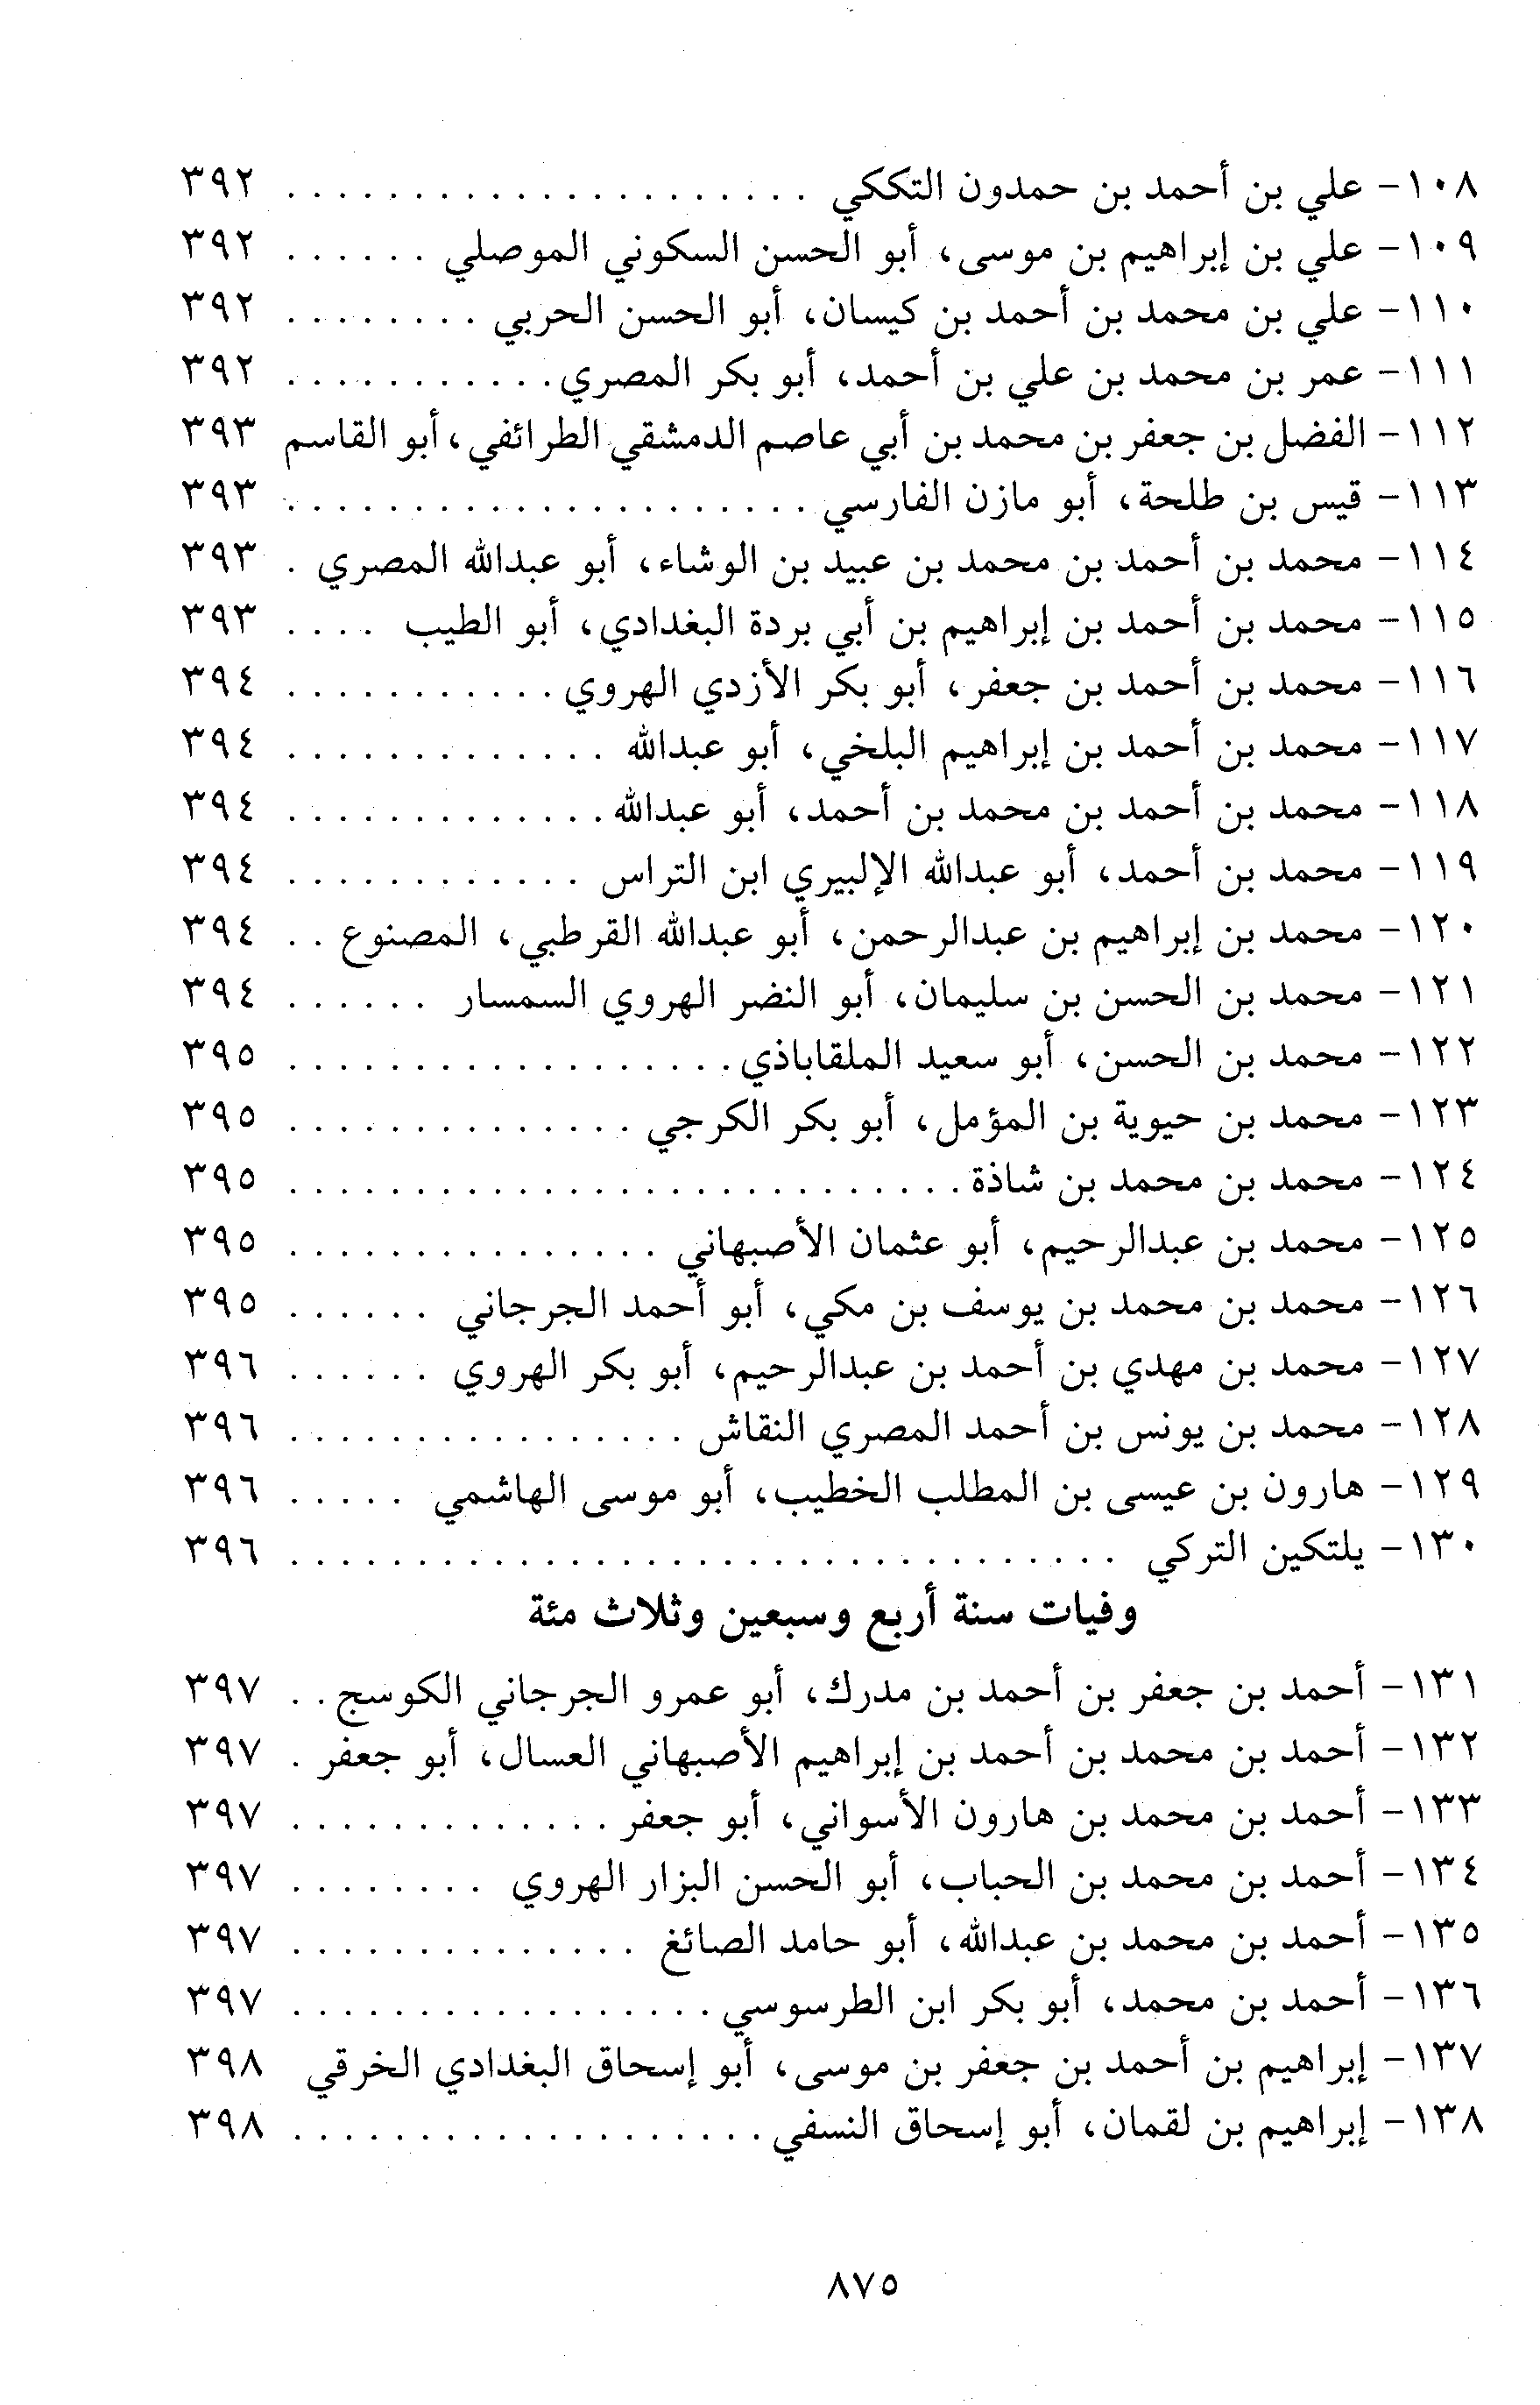 ١٠٨- علي بن أحمد بن حمدون التككي . . . . . . . . . . . . . . . . . . . . . ٣٩٢
١٠٩- علي بن إبراهيم بن موسى، أبو الحسن السكوني الموصلي . . . . . . ٣٩٢
١١٠- علي بن محمد بن أحمد بن كيسان، أبو الحسن الحربي . . . . . . . . ٣٩٢
١١١- عمر بن محمد بن علي بن أحمد، أبو بكر المصري . . . . . . . . . . . ٣٩٢
١١٢- الفضل بن جعفر بن محمد بن أبي عاصم الدمشقي الطرائفي، أبو القاسم ٣٩٣
١١٣- قيس بن طلحة، أبو مازن الفارسي . . . . . . . . . . . . . . . . . . . . . ٣٩٣
١١٤- محمد بن أحمد بن محمد بن عبيد بن الوشاء، أبو عبدالله المصري . ٣٩٣
١١٥- محمد بن أحمد بن إبراهيم بن أبي بردة البغدادي، أبو الطيب . . . . ٣٩٣
١١٦- محمد بن أحمد بن جعفر، أبو بكر الأزدي الهروي . . . . . . . . . . . ٣٩٤
١١٧- محمد بن أحمد بن إبراهيم البلخي، أبو عبدالله . . . . . . . . . . . . . ٣٩٤
١١٨- محمد بن أحمد بن محمد بن أحمد، أبو عبدالله . . . . . . . . . . . . . ٣٩٤
١١٩- محمد بن أحمد، أبو عبدالله الإلبيري ابن التراس . . . . . . . . . . . . ٣٩٤
١٢٠- محمد بن إبراهيم بن عبدالرحمن، أبو عبدالله القرطبي، المصنوع . . ٣٩٤
١٢١- محمد بن الحسن بن سليمان، أبو النضر الهروي السمسار . . . . . . ٣٩٤
١٢٢- محمد بن الحسن، أبو سعيد الملقاباذي . . . . . . . . . . . . . . . . . . ٣٩٥
١٢٣- محمد بن حيوية بن المؤمل، أبو بكر الكرجي . . . . . . . . . . . . . . ٣٩٥
١٢٤- محمد بن محمد بن شاذة . . . . . . . . . . . . . . . . . . . . . . . . . . . ٣٩٥
١٢٥- محمد بن عبدالرحيم، أبو عثمان الأصبهاني . . . . . . . . . . . . . . . ٣٩٥
١٢٦- محمد بن محمد بن يوسف بن مكي، أبو أحمد الجرجاني . . . . . . ٣٩٥
١٢٧- محمد بن مهدي بن أحمد بن عبدالرحيم، أبو بكر الهروي . . . . . . ٣٩٦
١٢٨- محمد بن يونس بن أحمد المصري النقاش . . . . . . . . . . . . . . . . ٣٩٦
١٢٩- هارون بن عيسى بن المطلب الخطيب، أبو موسى الهاشمي . . . . . ٣٩٦
١٣٠- يلتكين التركي . . . . . . . . . . . . . . . . . . . . . . . . . . . . . . . . . ٣٩٦
وفيات سنة أربع وسبعين وثلاث مئة
١٣١- أحمد بن جعفر بن أحمد بن مدرك، أبو عمرو الجرجاني الكوسج . . ٣٩٧
١٣٢- أحمد بن محمد بن أحمد بن إبراهيم الأصبهاني العسال، أبو جعفر . ٣٩٧
١٣٣- أحمد بن محمد بن هارون الأسواني، أبو جعفر . . . . . . . . . . . . . ٣٩٧
١٣٤- أحمد بن محمد بن الحباب، أبو الحسن البزار الهروي . . . . . . . . ٣٩٧
١٣٥- أحمد بن محمد بن عبدالله، أبو حامد الصائغ . . . . . . . . . . . . . . ٣٩٧
١٣٦- أحمد بن محمد، أبو بكر ابن الطرسوسي . . . . . . . . . . . . . . . . . ٣٩٧
١٣٧- إبراهيم بن أحمد بن جعفر بن موسى، أبو إسحاق البغدادي الخرقي ٣٩٨
١٣٨- إبراهيم بن لقمان، أبو إسحاق النسفي . . . . . . . . . . . . . . . . . . . ٣٩٨
٨٧٥